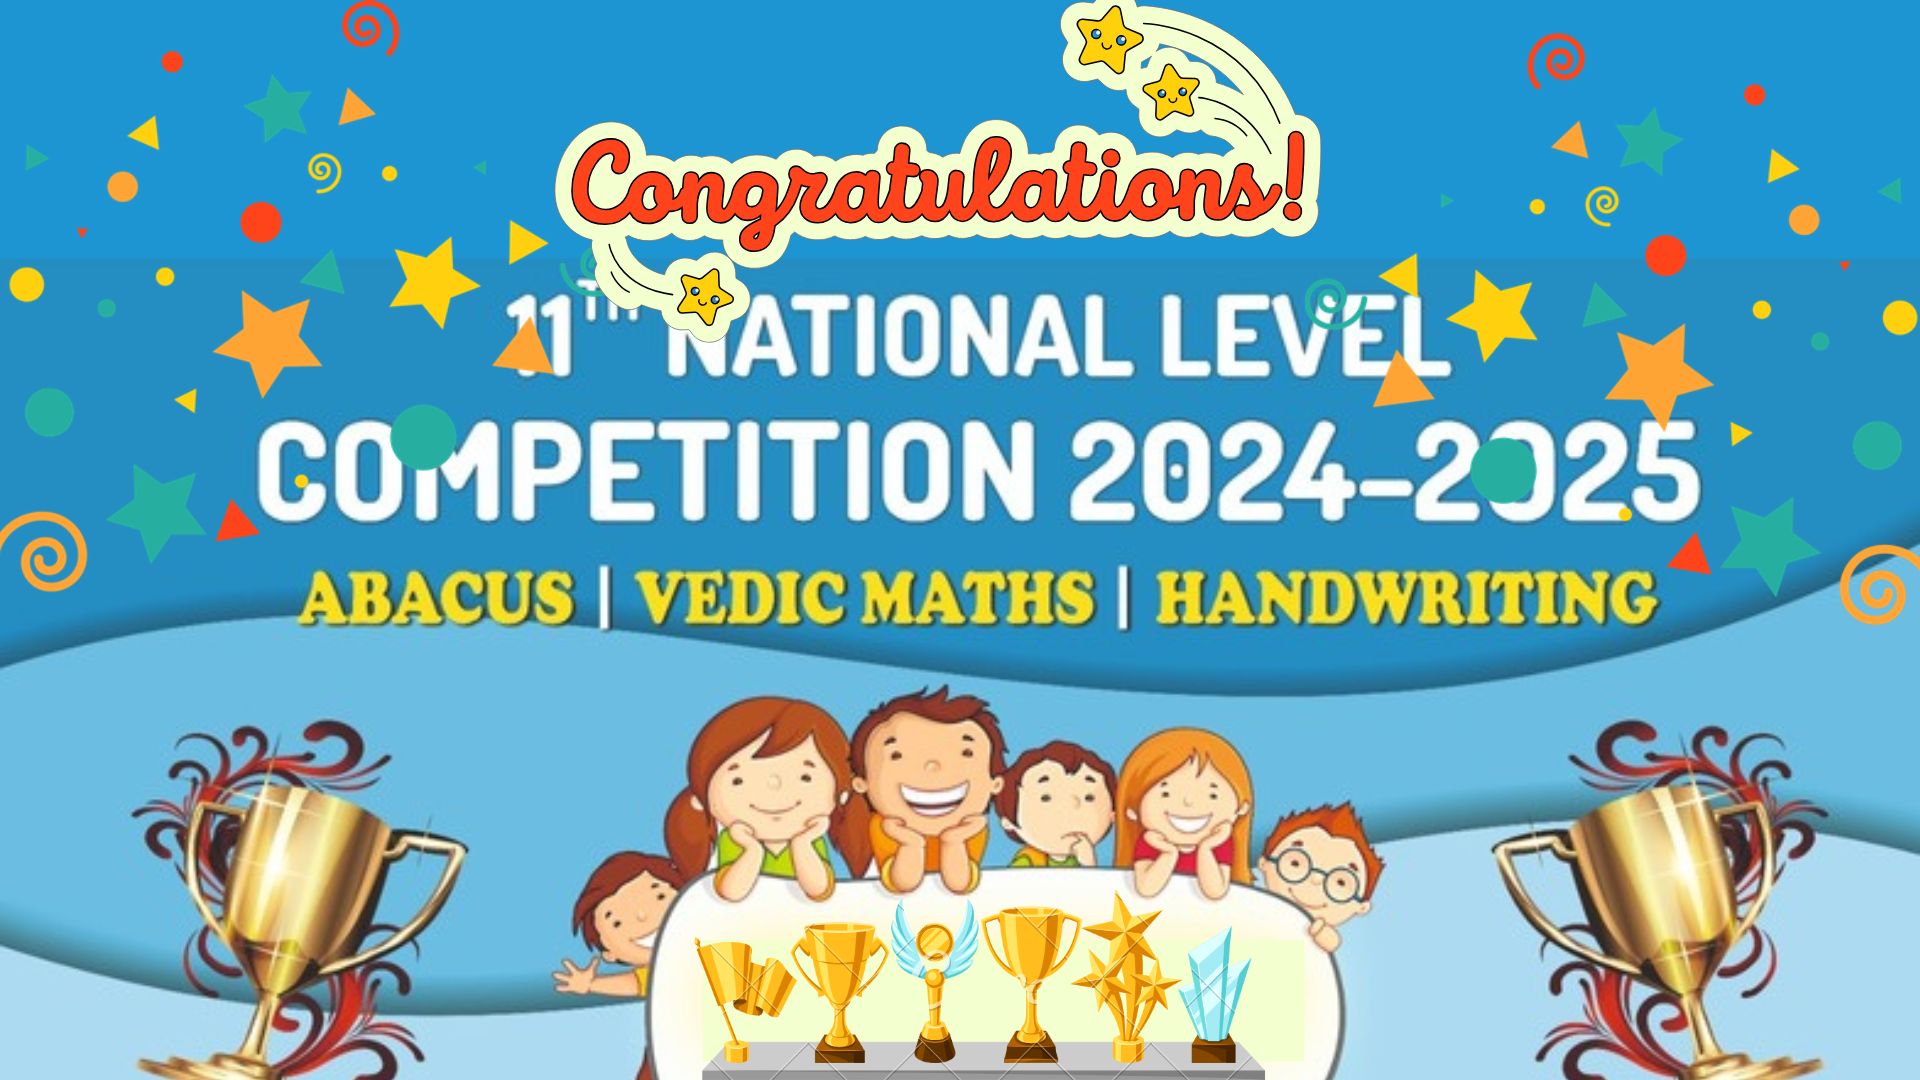 Congratulations!
11TH NATIONAL LEVEL
COMPETITION 2024-2025
ABACUS | VEDIC MATHS | HANDWRITING